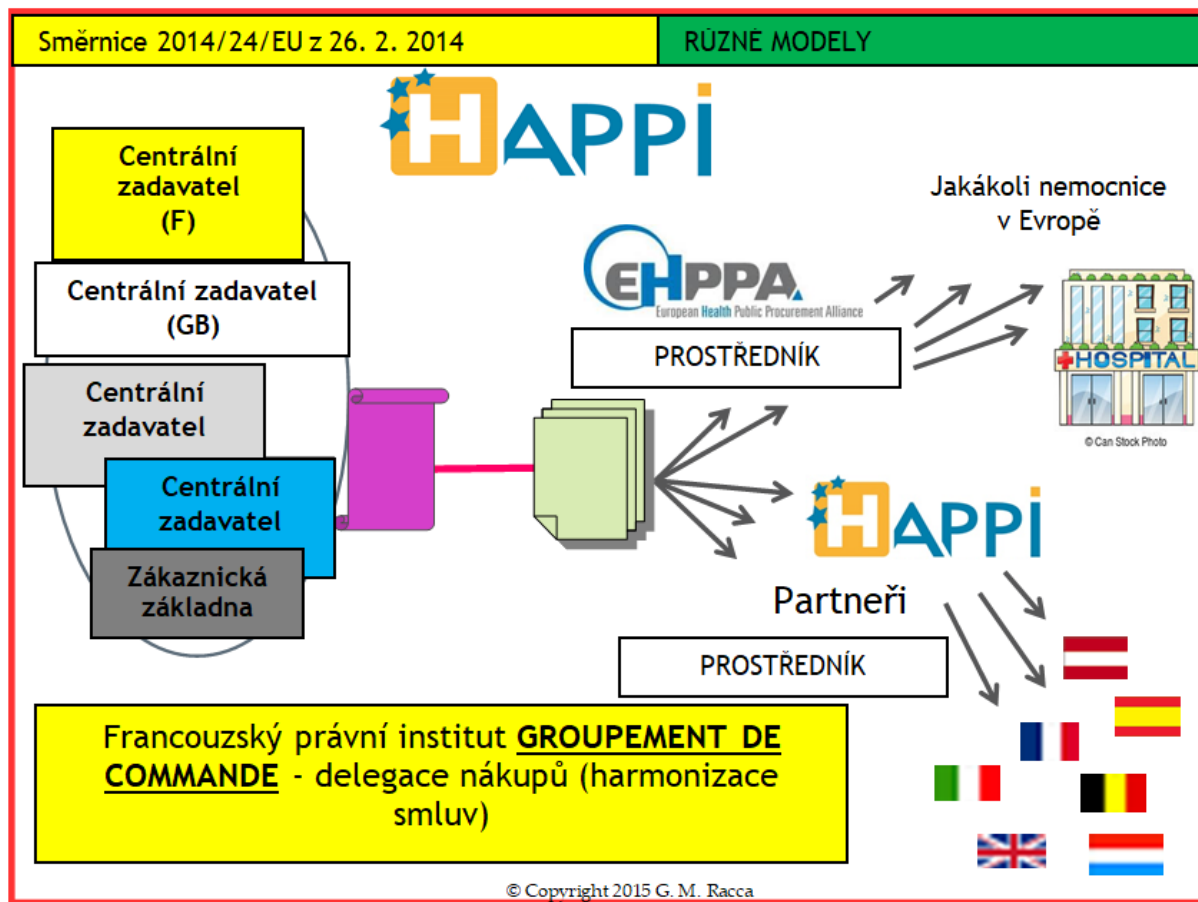 Směrnice 2014/24/EU z 26. 2. 2014
RŮZNÉ MODELY
HAPPI
Centrální
zadavatel
(F)
Centrální zadavatel
(GB)
Centrální
zadavatel
Centrální
zadavatel
Zákaznická
základna
EHPPA
European Health Public Procurement Alliance
PROSTŘEDNÍK
Jakákoli nemocnice
v Evropě
HOSPITAL
© Can Stock Photo
HAPPI
Partneři
PROSTŘEDNÍK
Francouzský právní institut GROUPEMENT DE
COMMANDE - delegace nákupů (harmonizace
smluv)
© Copyright 2015 G. M. Racca